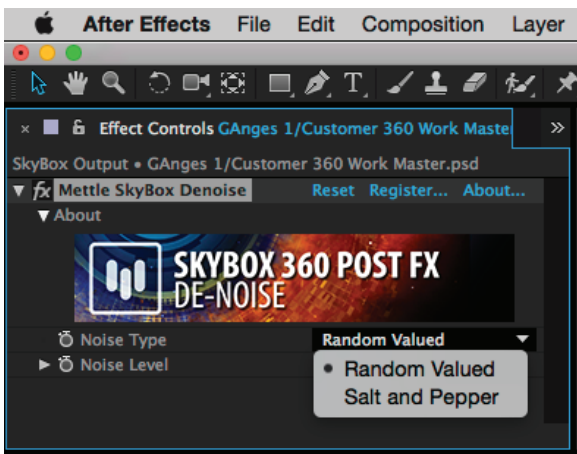 After Effects File Edit Composition Layer
Effect Controls GAnges 1/Customer 360 Work Maste
SkyBox Output • GAnges 1/Customer 360 Work Master.psd
fx Mettle SkyBox Denoise Reset Register... About...
About
SKYBOX 360 POST FX
DE-NOISE
Noise Type Random Valued
Noise Level
Random Valued
Salt and Pepper